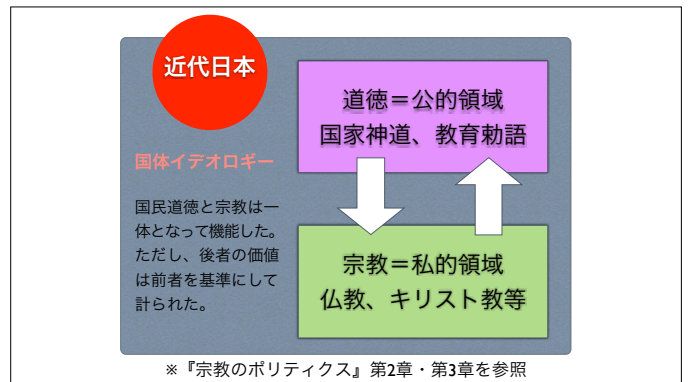 近代日本
道徳＝公的領域
国家神道、教育勅語
国体イデオロギー
国民道徳と宗教は一
体となって機能した。
ただし、後者の価値
は前者を基準にして
計られた。
宗教＝私的領域
仏教、キリスト教等
※『宗教のポリティクス』第2章・第3章を参照